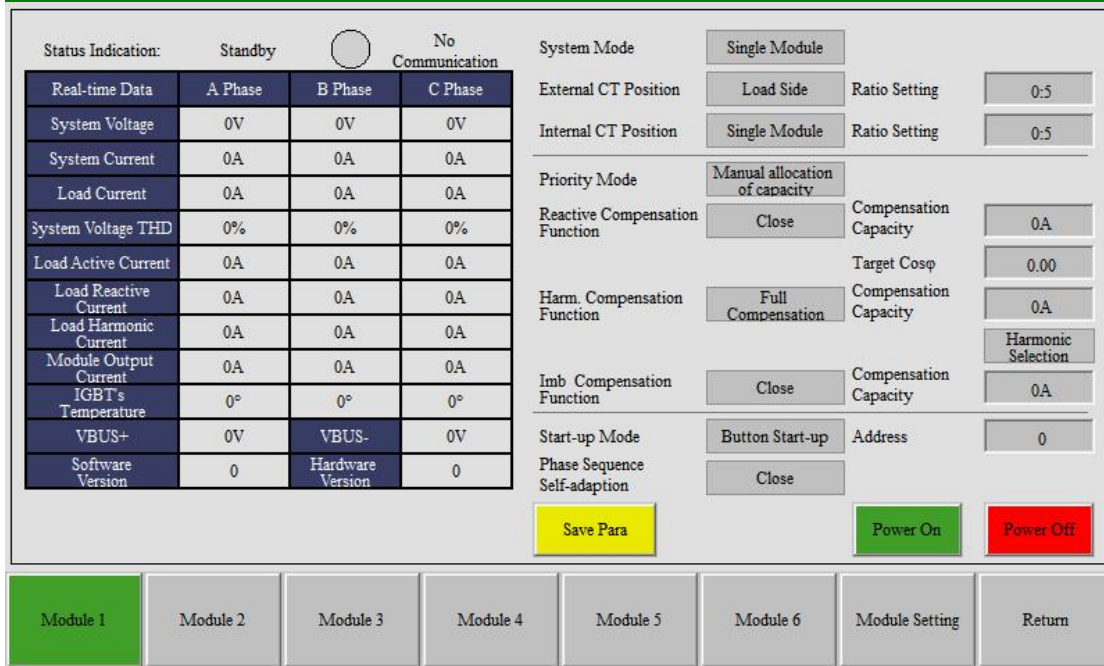 Status Indication: Standby No Communication
Real-time Data A Phase B Phase C Phase
System Voltage 0V 0V 0V
System Current 0A 0A 0A
Load Current 0A 0A 0A
System Voltage THD 0% 0% 0%
Load Active Current 0A 0A 0A
Load Reactive Current 0A 0A 0A
Load Harmonic Current 0A 0A 0A
Module Output Current 0A 0A 0A
IGBT's Temperature 0° 0° 0°
VBUS+ 0V VBUS- 0V
Software Version 0 Hardware Version 0
System Mode Single Module
External CT Position Load Side Ratio Setting 0:5
Internal CT Position Single Module Ratio Setting 0:5
Priority Mode Manual allocation of capacity
Reactive Compensation Function Close Compensation Capacity 0A
Target Cosφ 0.00
Harm. Compensation Function Full Compensation Compensation Capacity 0A
Harmonic Selection
Imb Compensation Function Close Compensation Capacity 0A
Start-up Mode Button Start-up Address 0
Phase Sequence Self-adaption Close
Save Para Power On Power Off
Module 1 Module 2 Module 3 Module 4 Module 5 Module 6 Module Setting Return